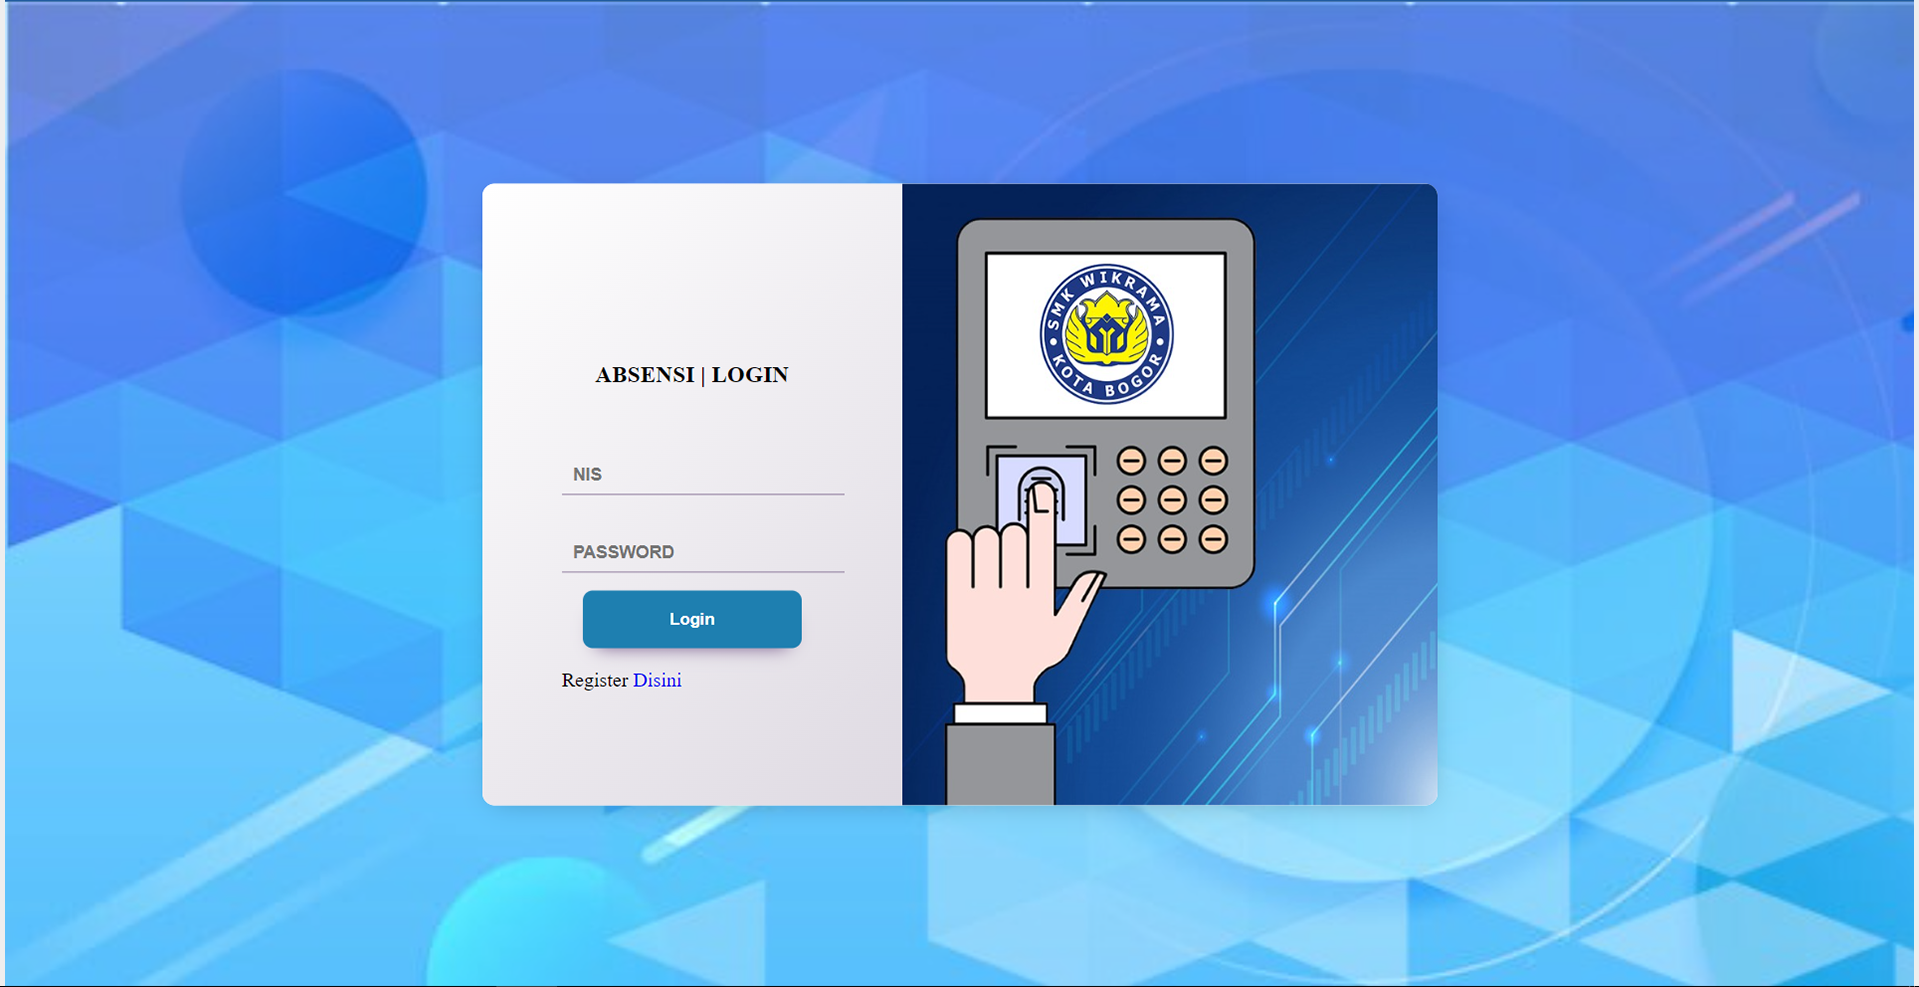 ABSENSI | LOGIN
NIS
PASSWORD
Login
Register Disini
SMK WIKRAMA
KOTA BOGOR